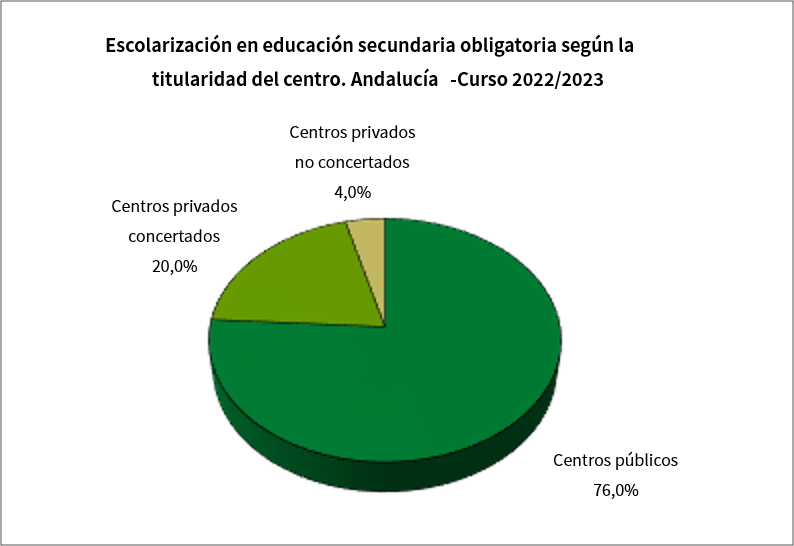 Escolarización en educación secundaria obligatoria según la
titularidad del centro. Andalucía -Curso 2022/2023
Centros privados
no concertados
4,0%
Centros privados
concertados
20,0%
Centros públicos
76,0%